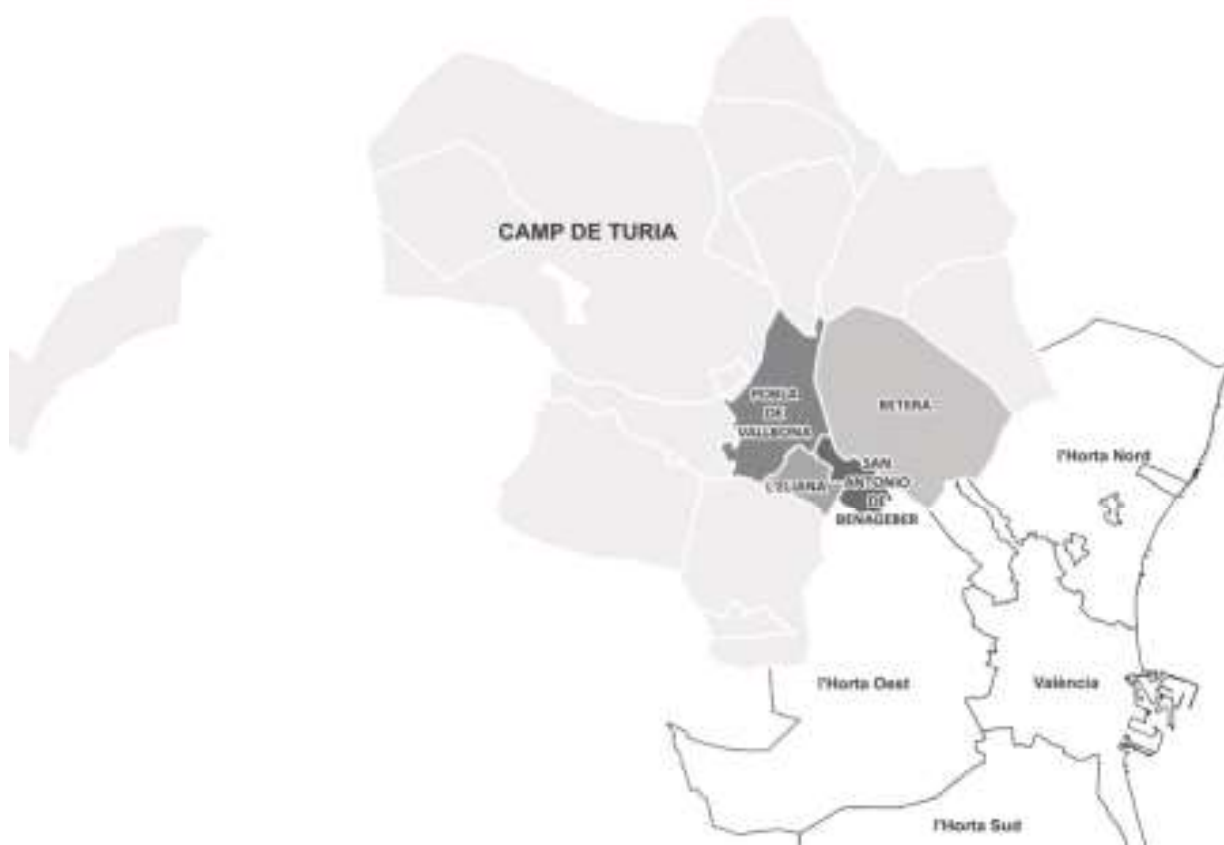 CAMP DE TURIA
POBLA
DE
VALLBONA
BETERA
L'ELIANA
SAN
ANTONIO
DE
BENAGEBER
l'Horta Nord
l'Horta Oest
València
l'Horta Sud